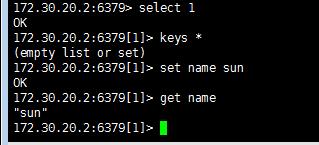 172.30.20.2:6379> select 1
OK
172.30.20.2:6379[1]> keys *
(empty list or set)
172.30.20.2:6379[1]> set name sun
OK
172.30.20.2:6379[1]> get name
"sun"
172.30.20.2:6379[1]>